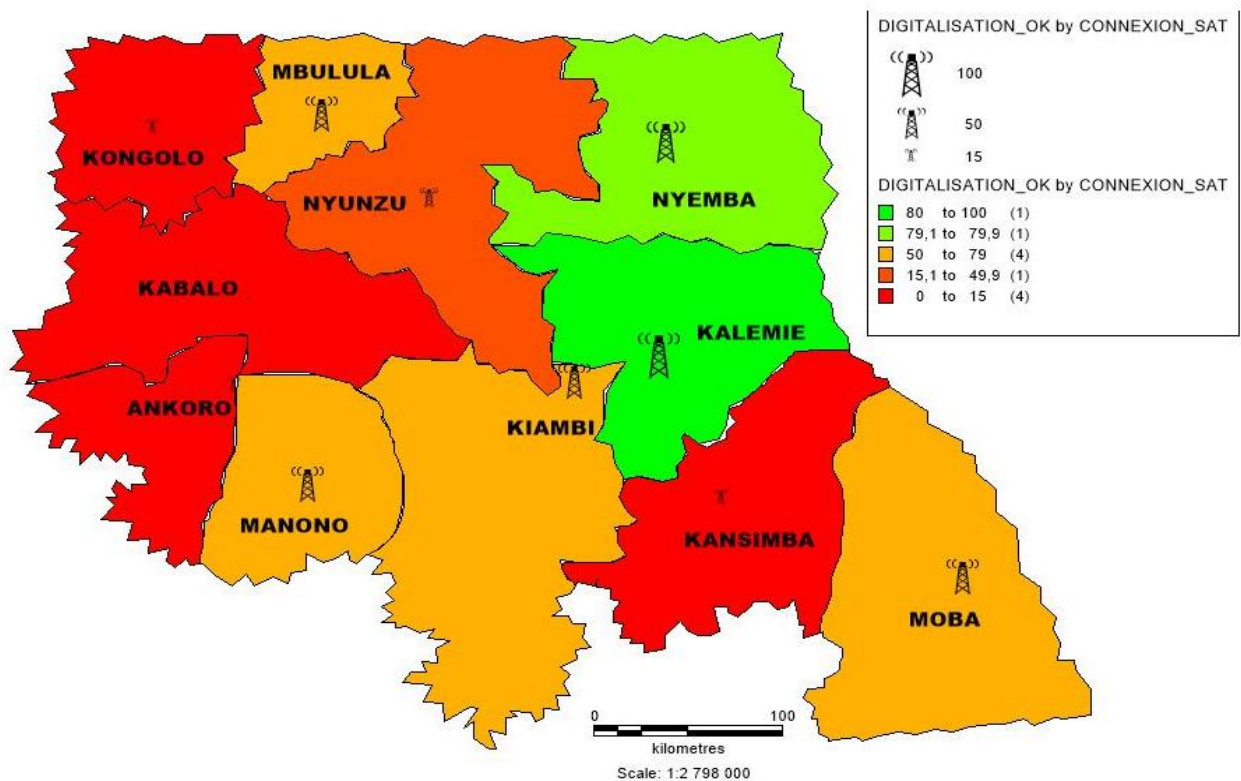 DIGITALISATION_OK by CONNEXION_SAT
100
50
15
DIGITALISATION_OK by CONNEXION_SAT
80 to 100 (1)
79,1 to 79,9 (1)
50 to 79 (4)
15,1 to 49,9 (1)
0 to 15 (4)
MBULULA
KONGOLO
NYUNZU
NYEMBA
KABALO
KALEMIE
ANKORO
KIAMBI
MANONO
KANSIMBA
MOBA
0 100
kilometres
Scale: 1:2 798 000